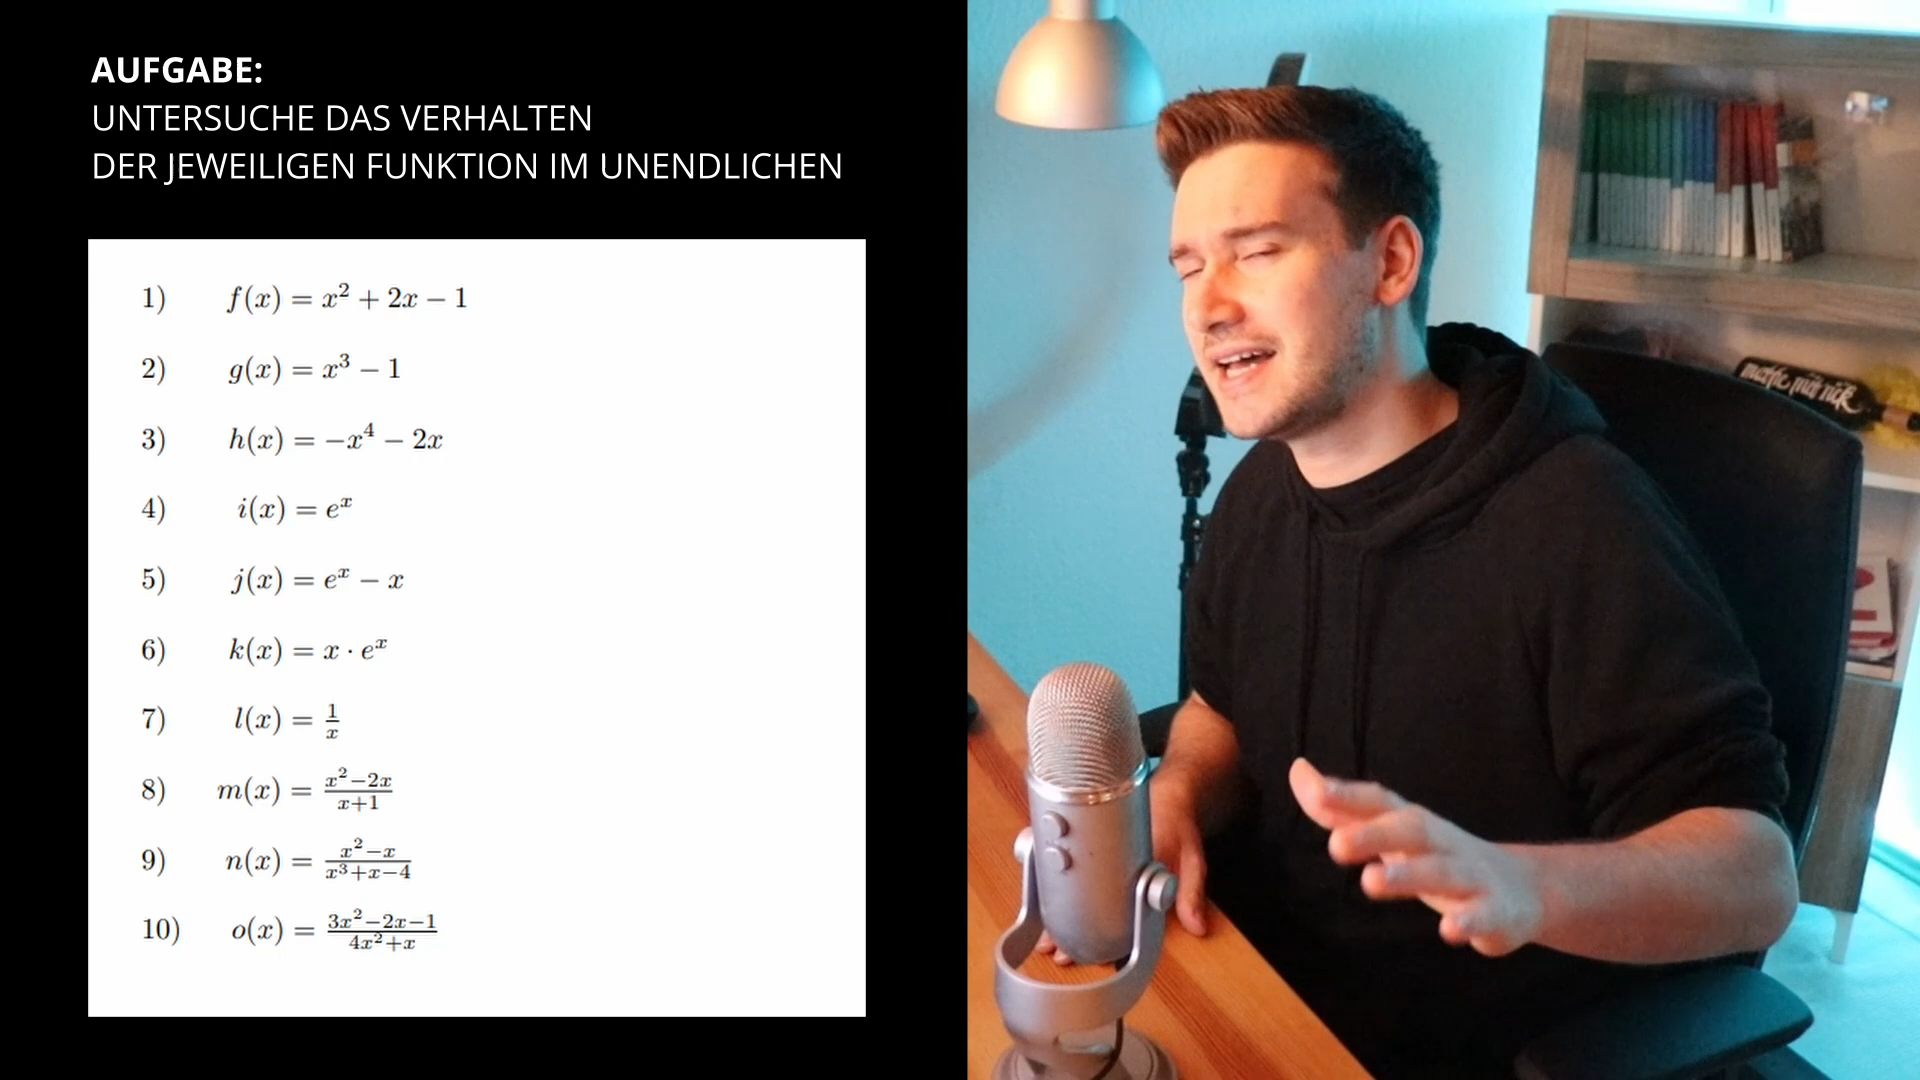 AUFGABE:
UNTERSUCHE DAS VERHALTEN
DER JEWEILIGEN FUNKTION IM UNENDLICHEN
1) f(x) = x² + 2x − 1
2) g(x) = x³ − 1
3) h(x) = −x⁴ − 2x
4) i(x) = eˣ
5) j(x) = eˣ − x
6) k(x) = x · eˣ
7) l(x) = 1/x
8) m(x) = (x²−2x)/(x+1)
9) n(x) = (x²−x)/(x³+x−4)
10) o(x) = (3x²−2x−1)/(4x²+x)